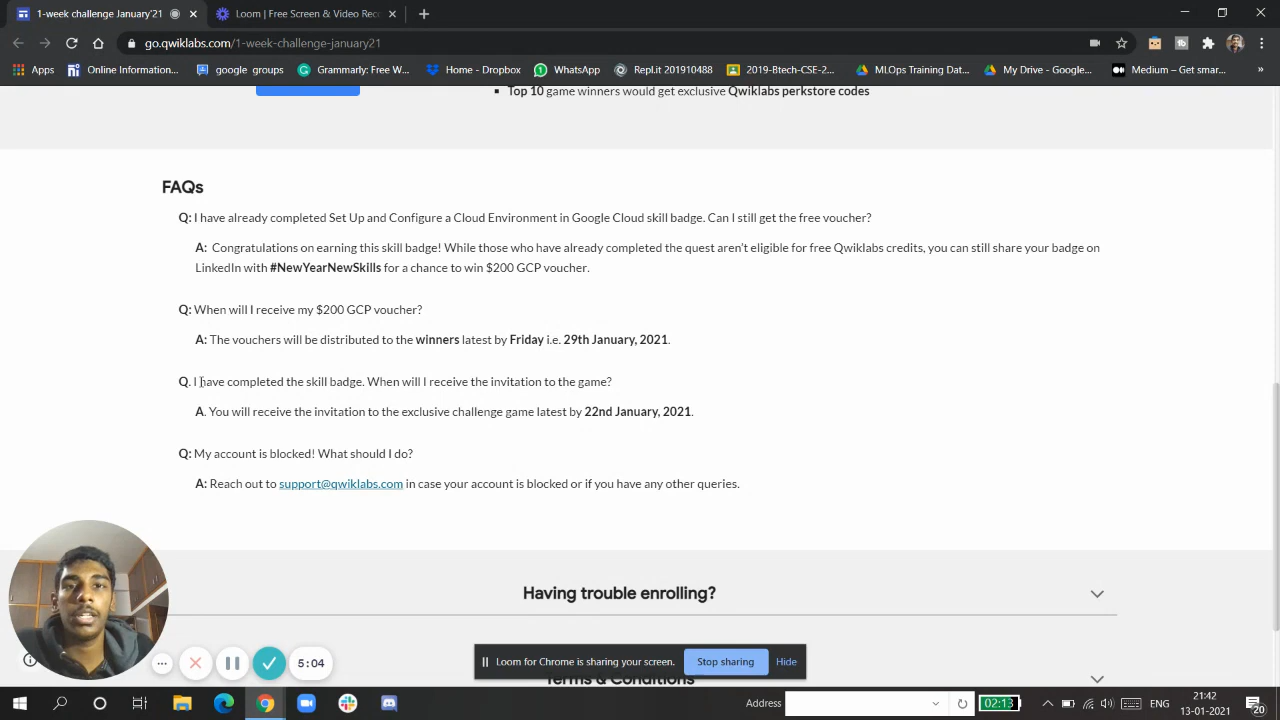 1-week challenge January'21
Loom | Free Screen & Video Rec
go.qwiklabs.com/1-week-challenge-january21
Apps
Online Information...
google groups
Grammarly: Free W...
Home - Dropbox
WhatsApp
Repl.it 201910488
2019-Btech-CSE-2...
MLOps Training Dat...
My Drive - Google...
Medium – Get smar...
»
▪ Top 10 game winners would get exclusive Qwiklabs perkstore codes
FAQs
Q: I have already completed Set Up and Configure a Cloud Environment in Google Cloud skill badge. Can I still get the free voucher?
A: Congratulations on earning this skill badge! While those who have already completed the quest aren't eligible for free Qwiklabs credits, you can still share your badge on
LinkedIn with #NewYearNewSkills for a chance to win $200 GCP voucher.
Q: When will I receive my $200 GCP voucher?
A: The vouchers will be distributed to the winners latest by Friday i.e. 29th January, 2021.
Q. I have completed the skill badge. When will I receive the invitation to the game?
A. You will receive the invitation to the exclusive challenge game latest by 22nd January, 2021.
Q: My account is blocked! What should I do?
A: Reach out to support@qwiklabs.com in case your account is blocked or if you have any other queries.
Having trouble enrolling?
5:04
Loom for Chrome is sharing your screen.
Stop sharing
Hide
Terms & Conditions
Address
02:13
ENG
21:42
13-01-2021
20